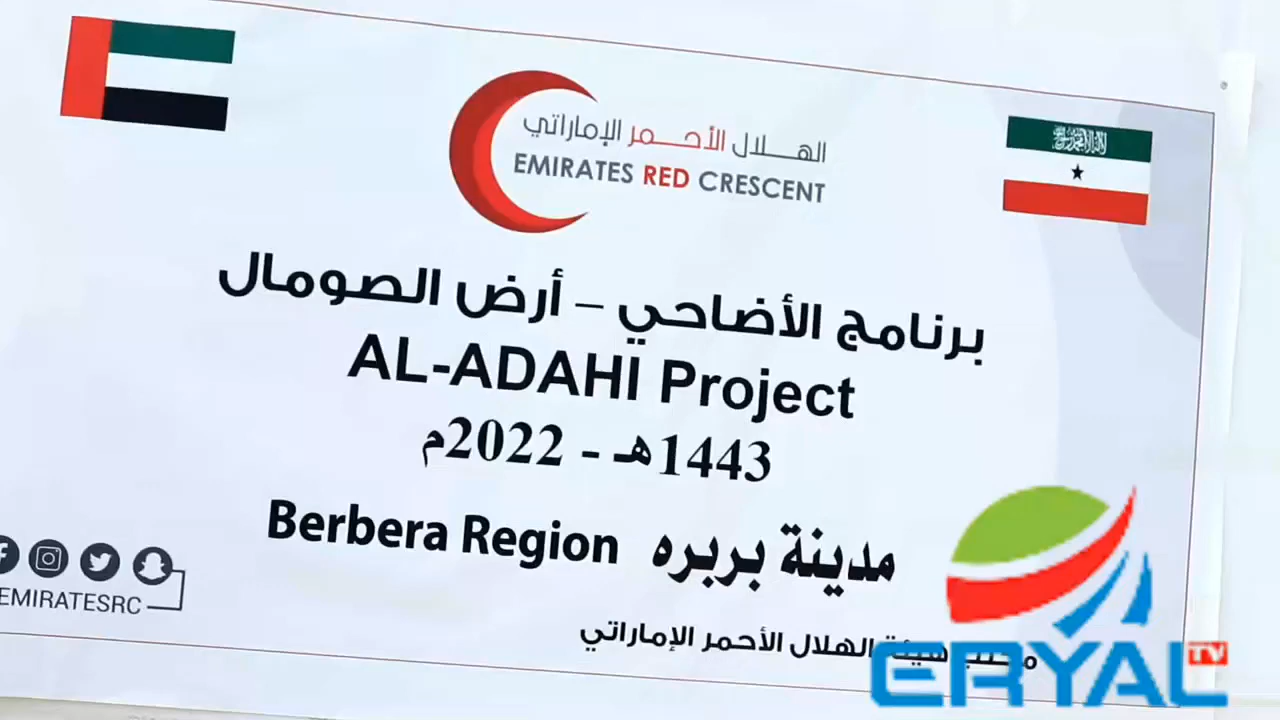 الهلال الأحمر الإماراتي
EMIRATES RED CRESCENT
برنامج الأضاحي – أرض الصومال
AL-ADAHI Project
1443هـ - 2022م
Berbera Region مدينة بربره
EMIRATESRC
هيئة الهلال الأحمر الإماراتي
ERYAL TV